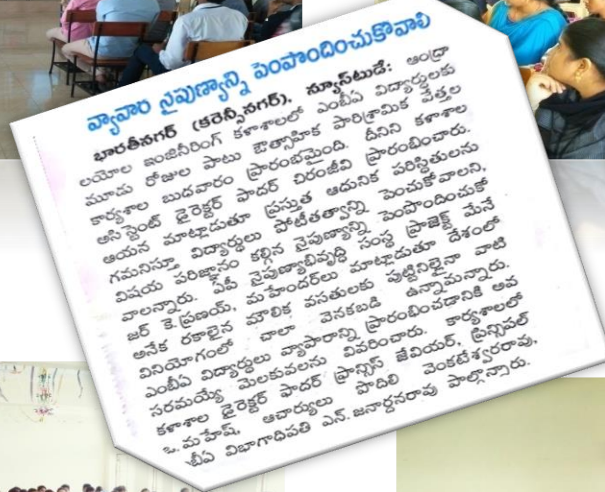 వ్యాపార నైపుణ్యాన్ని పెంపొందించుకోవాలి
భారతీనగర్ (కరెన్సీనగర్), న్యూస్‌టుడే: ఆంధ్రా
లయోల ఇంజినీరింగ్ కళాశాలలో ఎంబీఏ విద్యార్థులకు
మూడు రోజుల పాటు ఔత్సాహిక పారిశ్రామిక వేత్తల
కార్యశాల బుధవారం ప్రారంభమైంది. దీనిని కళాశాల
అసిస్టెంట్ డైరెక్టర్ ఫాదర్ చిరంజీవి ప్రారంభించారు.
ఆయన మాట్లాడుతూ ప్రస్తుత ఆధునిక పరిస్థితులను
గమనిస్తూ విద్యార్థులు పోటీతత్వాన్ని పెంచుకోవాలని,
విషయ పరిజ్ఞానం కల్గిన నైపుణ్యాన్ని పెంపొందించుకో
వాలన్నారు. ఏపీ నైపుణ్యాభివృద్ధి సంస్థ ప్రాజెక్ట్ మేనే
జర్ కె.ప్రణయ్, మహేందర్‌లు మాట్లాడుతూ దేశంలో
అనేక రకాలైన మౌలిక వసతులకు పుట్టినిల్లైనా వాటి
వినియోగంలో చాలా వెనకబడి ఉన్నామన్నారు.
ఎంబీఏ విద్యార్థులు వ్యాపారాన్ని ప్రారంభించడానికి అవ
సరమయ్యే మెలకువలను వివరించారు. కార్యశాలలో
కళాశాల డైరెక్టర్ ఫాదర్ ఫ్రాన్సిస్ జేవియర్, ప్రిన్సిపల్
ఓ.మహేష్, ఆచార్యులు పాదిలి వెంకటేశ్వరరావు,
బీఏ విభాగాధిపతి ఎన్.జనార్దనరావు పాల్గొన్నారు.